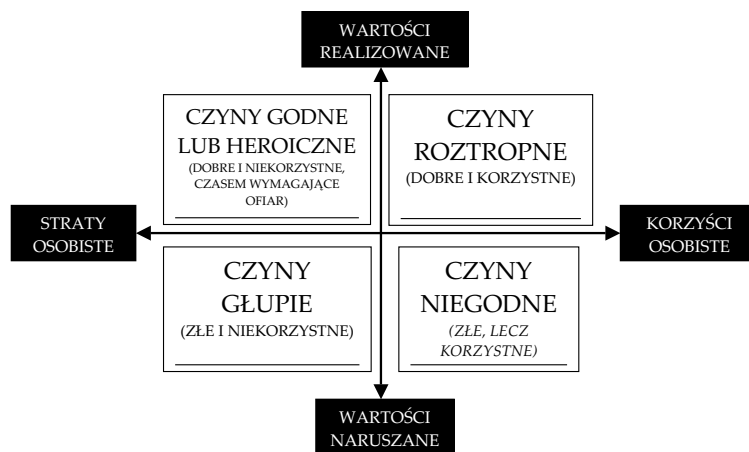 WARTOŚCI
REALIZOWANE
CZYNY GODNE
LUB HEROICZNE
(DOBRE I NIEKORZYSTNE,
CZASEM WYMAGAJĄCE
OFIAR)
CZYNY
ROZTROPNE
(DOBRE I KORZYSTNE)
STRATY
OSOBISTE
KORZYŚCI
OSOBISTE
CZYNY
GŁUPIE
(ZŁE I NIEKORZYSTNE)
CZYNY
NIEGODNE
(ZŁE, LECZ
KORZYSTNE)
WARTOŚCI
NARUSZANE